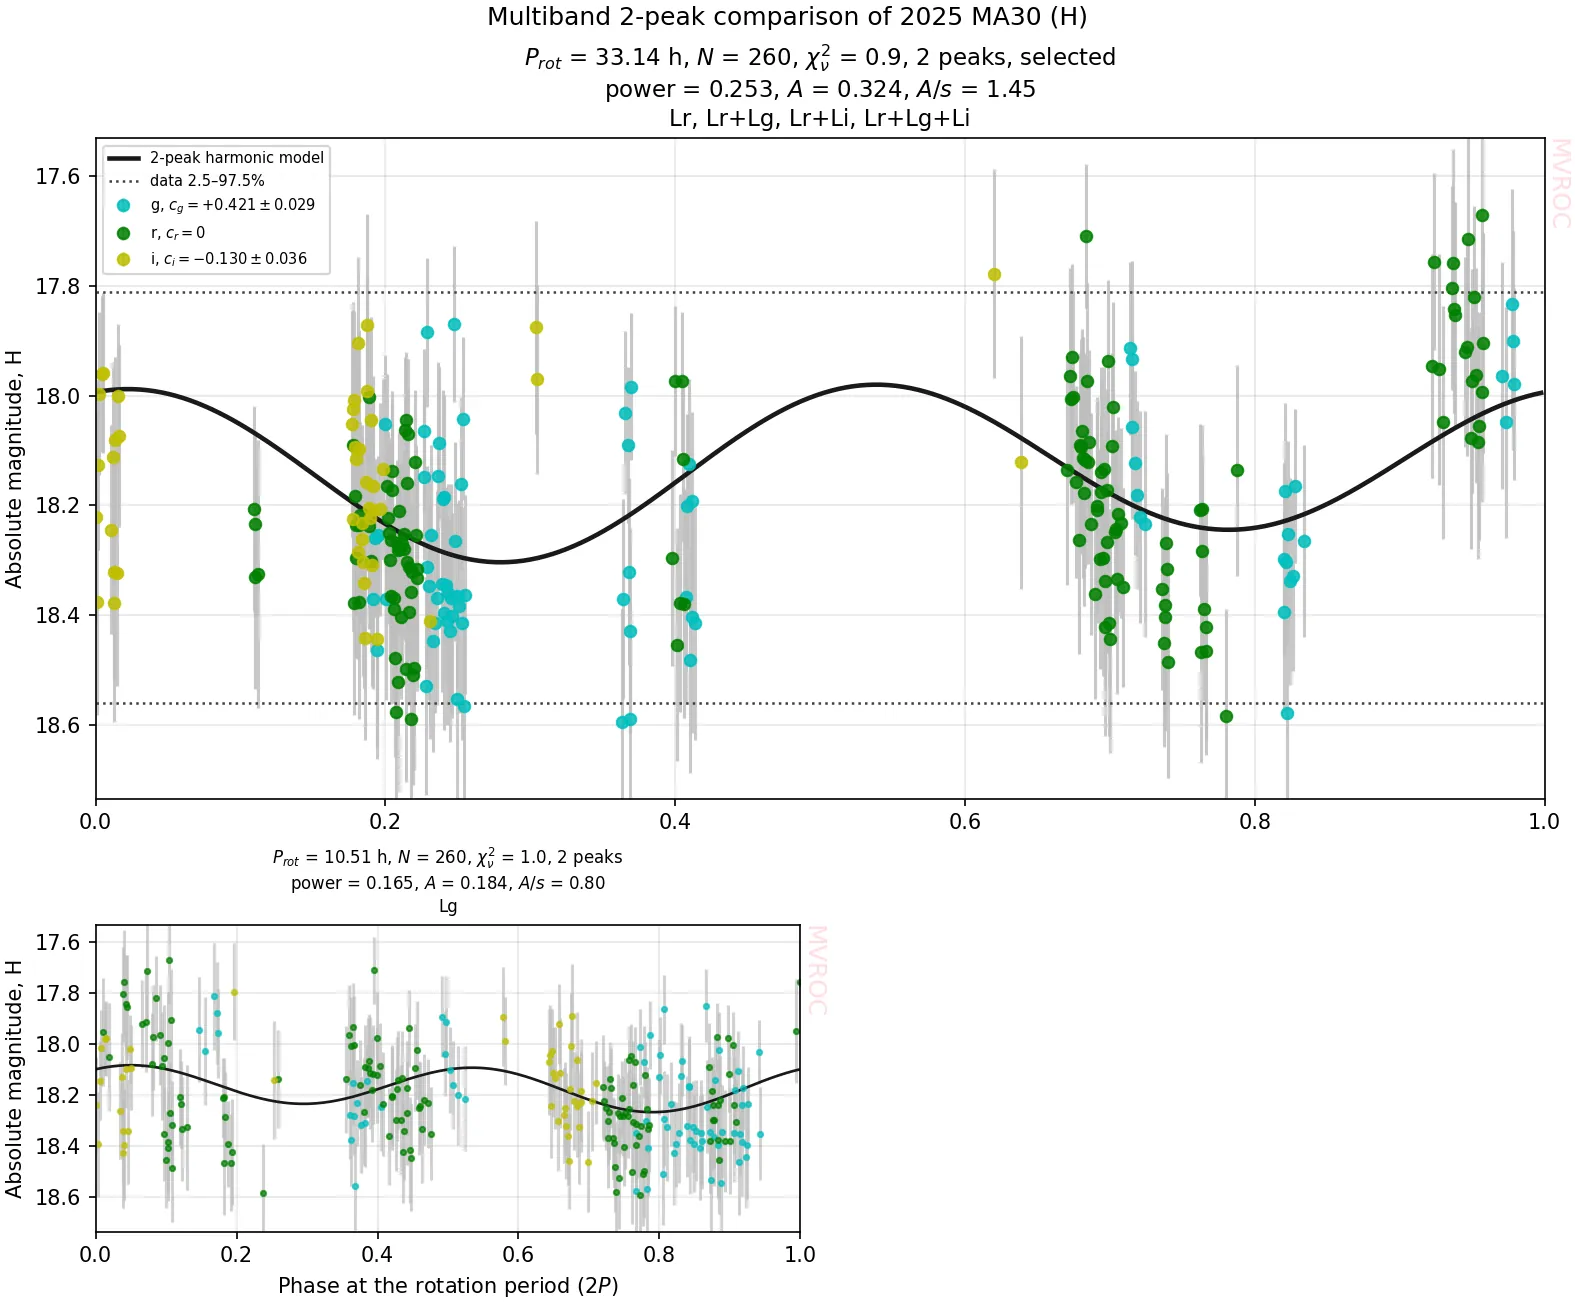 Multiband 2-peak comparison of 2025 MA30 (H)
P_rot = 33.14 h, N = 260, χ²_ν = 0.9, 2 peaks, selected
power = 0.253, A = 0.324, A/s = 1.45
Lr, Lr+Lg, Lr+Li, Lr+Lg+Li
2-peak harmonic model
data 2.5–97.5%
g, c_g = +0.421 ± 0.029
r, c_r = 0
i, c_i = −0.130 ± 0.036
MVROC
Absolute magnitude, H
17.6
17.8
18.0
18.2
18.4
18.6
0.0 0.2 0.4 0.6 0.8 1.0
P_rot = 10.51 h, N = 260, χ²_ν = 1.0, 2 peaks
power = 0.165, A = 0.184, A/s = 0.80
Lg
MVROC
Absolute magnitude, H
17.6
17.8
18.0
18.2
18.4
18.6
0.0 0.2 0.4 0.6 0.8 1.0
Phase at the rotation period (2P)